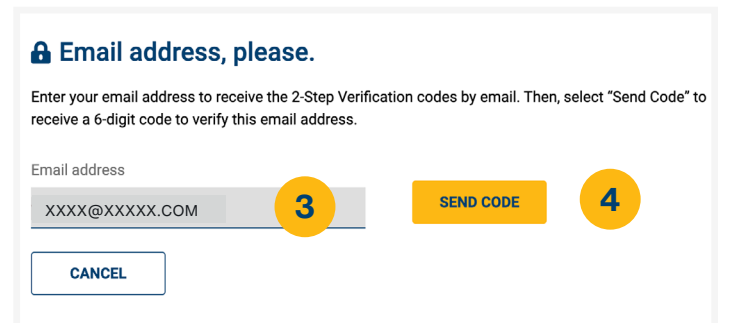 Email address, please.
Enter your email address to receive the 2-Step Verification codes by email. Then, select “Send Code” to
receive a 6-digit code to verify this email address.
Email address
XXXX@XXXXX.COM
3
SEND CODE
4
CANCEL